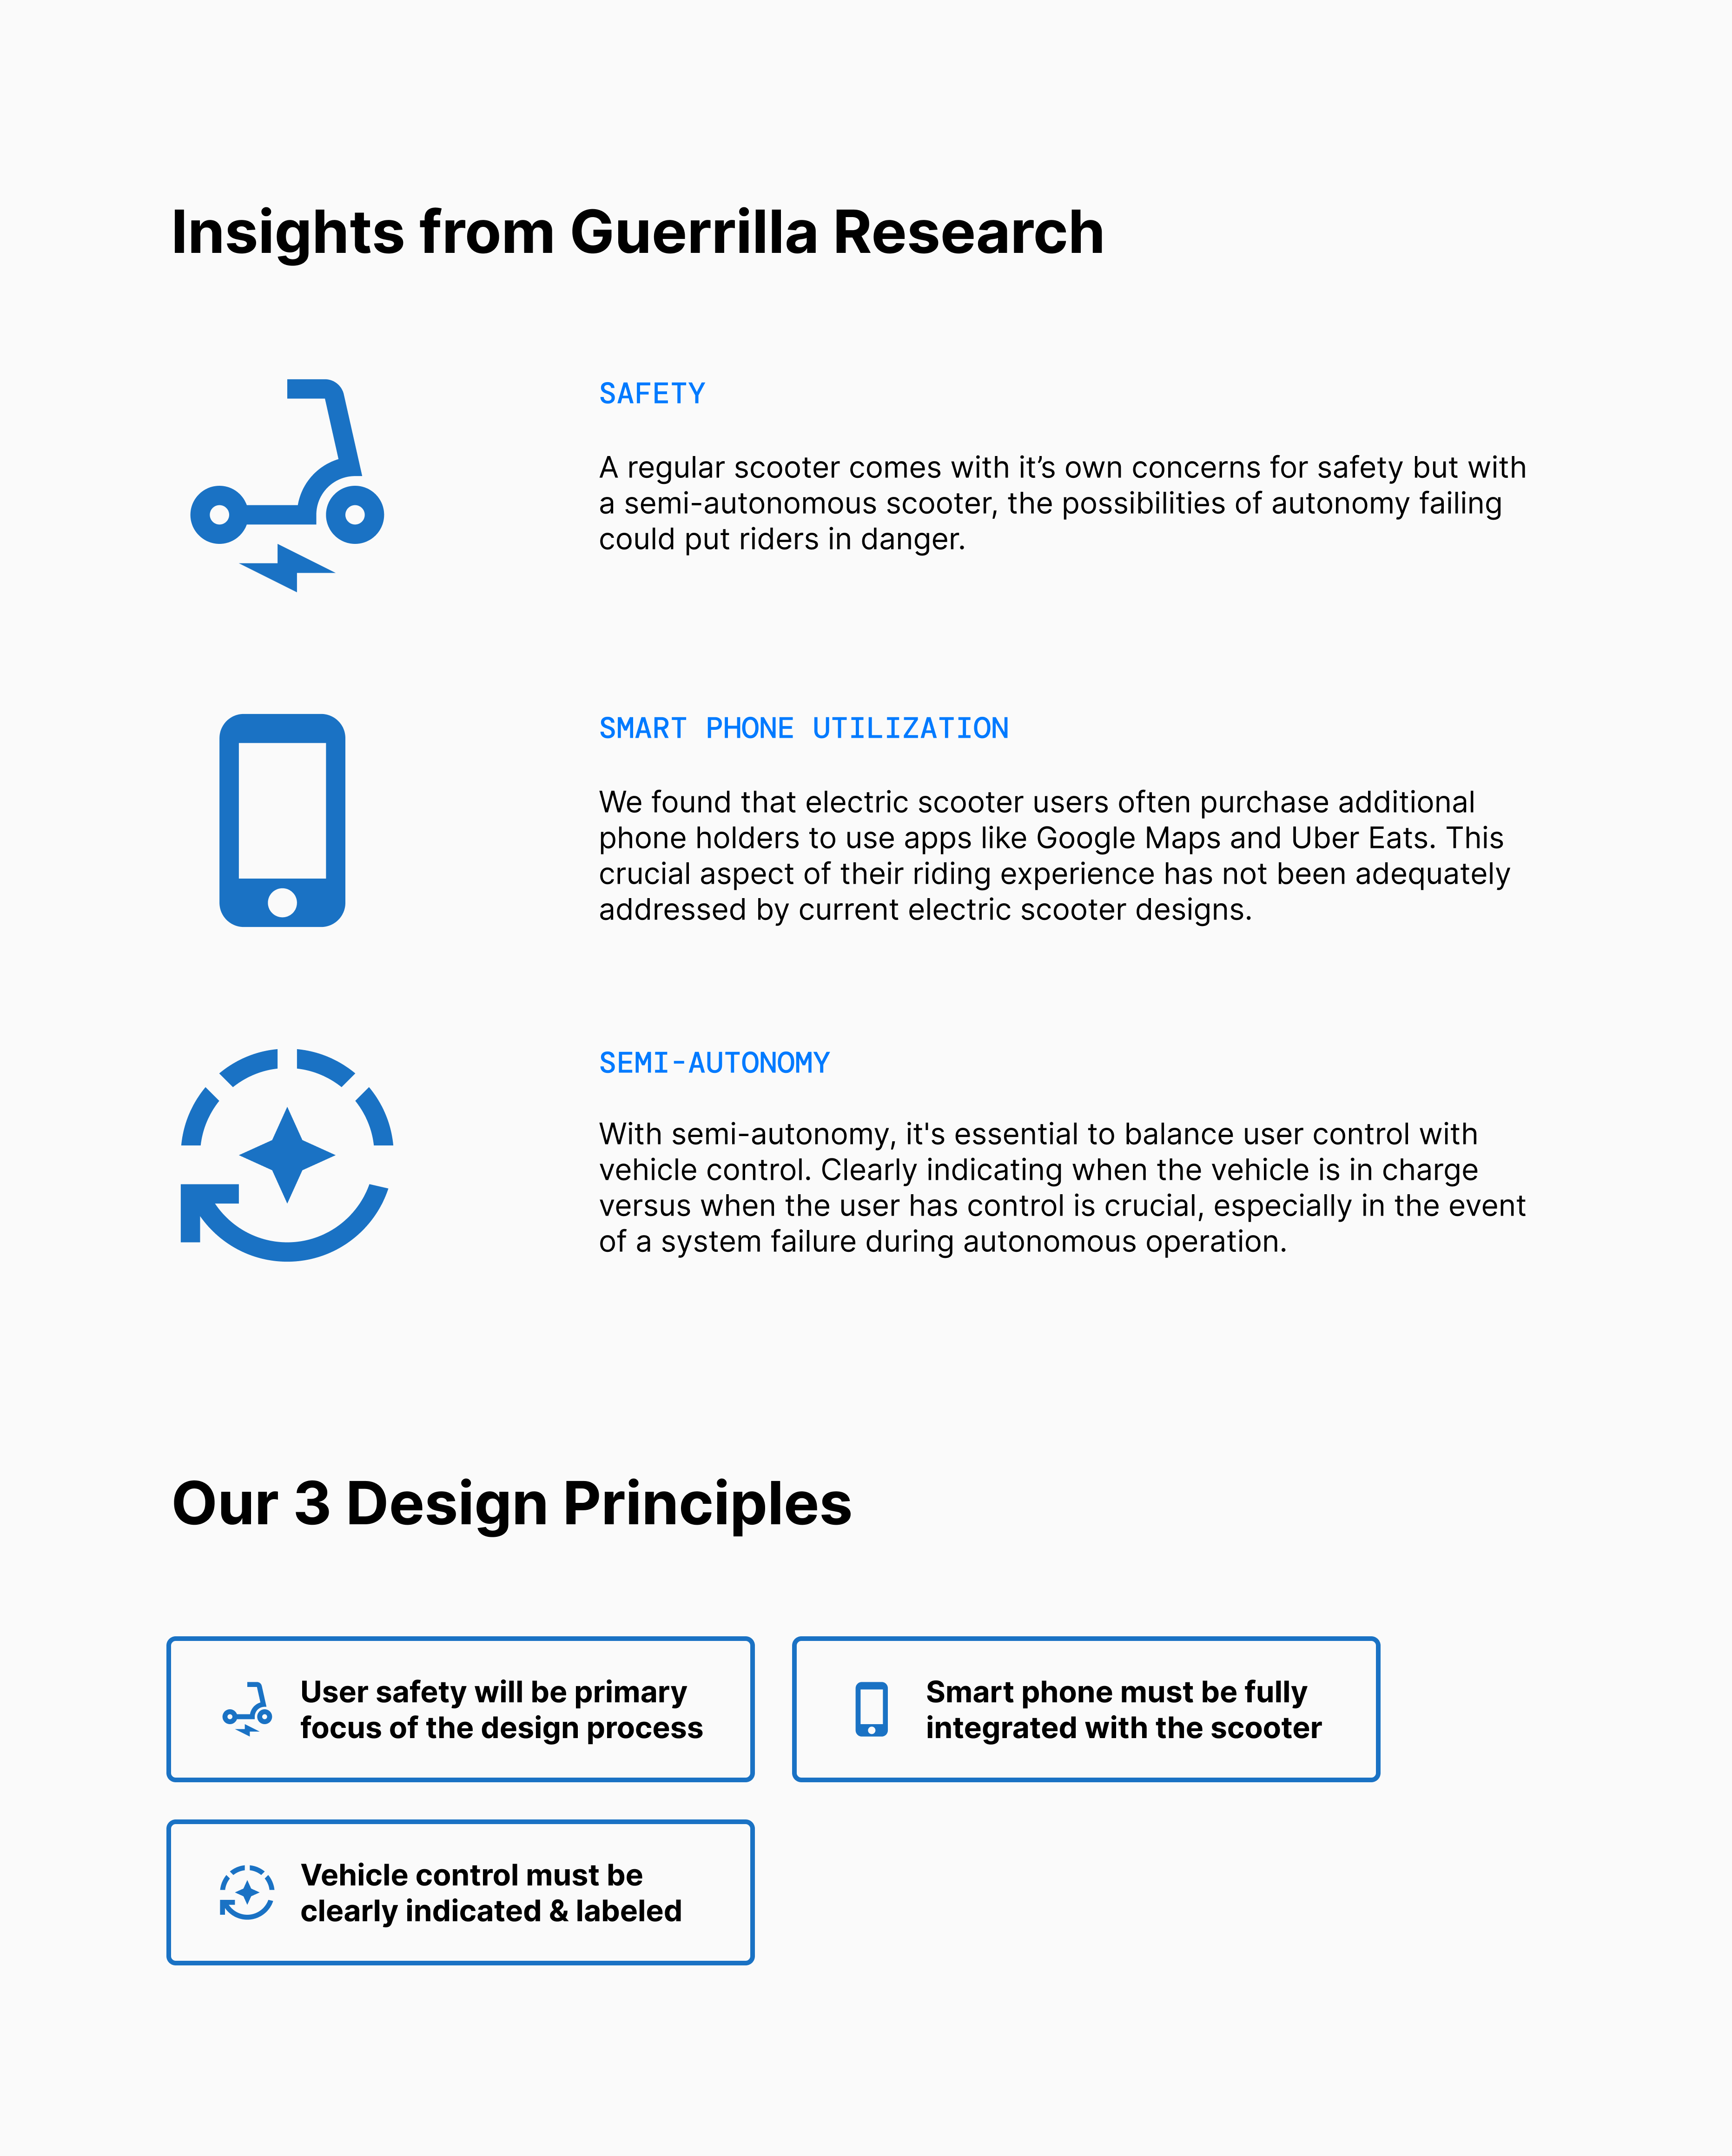 Insights from Guerrilla Research
SAFETY
A regular scooter comes with it’s own concerns for safety but with
a semi-autonomous scooter, the possibilities of autonomy failing
could put riders in danger.
SMART PHONE UTILIZATION
We found that electric scooter users often purchase additional
phone holders to use apps like Google Maps and Uber Eats. This
crucial aspect of their riding experience has not been adequately
addressed by current electric scooter designs.
SEMI-AUTONOMY
With semi-autonomy, it's essential to balance user control with
vehicle control. Clearly indicating when the vehicle is in charge
versus when the user has control is crucial, especially in the event
of a system failure during autonomous operation.
Our 3 Design Principles
User safety will be primary
focus of the design process
Smart phone must be fully
integrated with the scooter
Vehicle control must be
clearly indicated & labeled